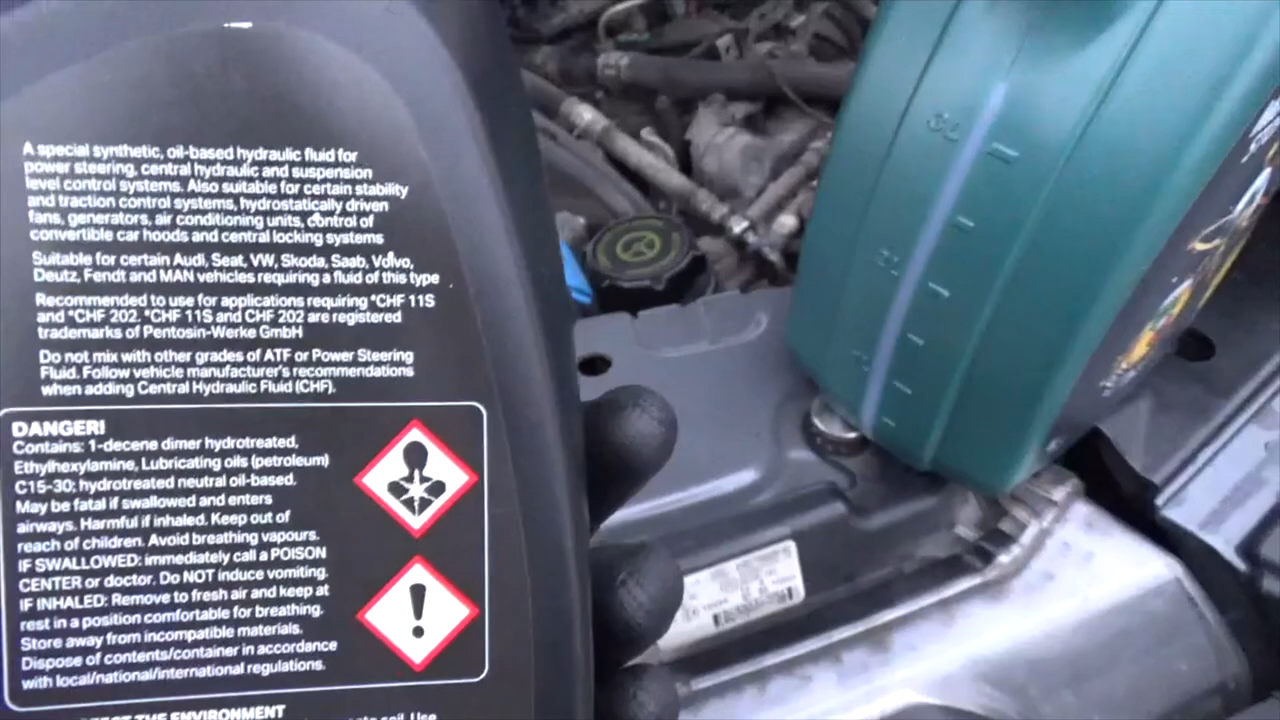 A special synthetic, oil-based hydraulic fluid for
power steering, central hydraulic and suspension
level control systems. Also suitable for certain stability
and traction control systems, hydrostatically driven
fans, generators, air conditioning units, control of
convertible car hoods and central locking systems
Suitable for certain Audi, Seat, VW, Skoda, Saab, Volvo,
Deutz, Fendt and MAN vehicles requiring a fluid of this type
Recommended to use for applications requiring *CHF 11S
and *CHF 202. *CHF 11S and CHF 202 are registered
trademarks of Pentosin-Werke GmbH
Do not mix with other grades of ATF or Power Steering
Fluid. Follow vehicle manufacturer's recommendations
when adding Central Hydraulic Fluid (CHF).
DANGER!
Contains: 1-decene dimer hydrotreated,
Ethylhexylamine, Lubricating oils (petroleum)
C15-30; hydrotreated neutral oil-based.
May be fatal if swallowed and enters
airways. Harmful if inhaled. Keep out of
reach of children. Avoid breathing vapours.
IF SWALLOWED: immediately call a POISON
CENTER or doctor. Do NOT induce vomiting.
IF INHALED: Remove to fresh air and keep at
rest in a position comfortable for breathing.
Store away from incompatible materials.
Dispose of contents/container in accordance
with local/national/international regulations.
THE ENVIRONMENT
soil. Use